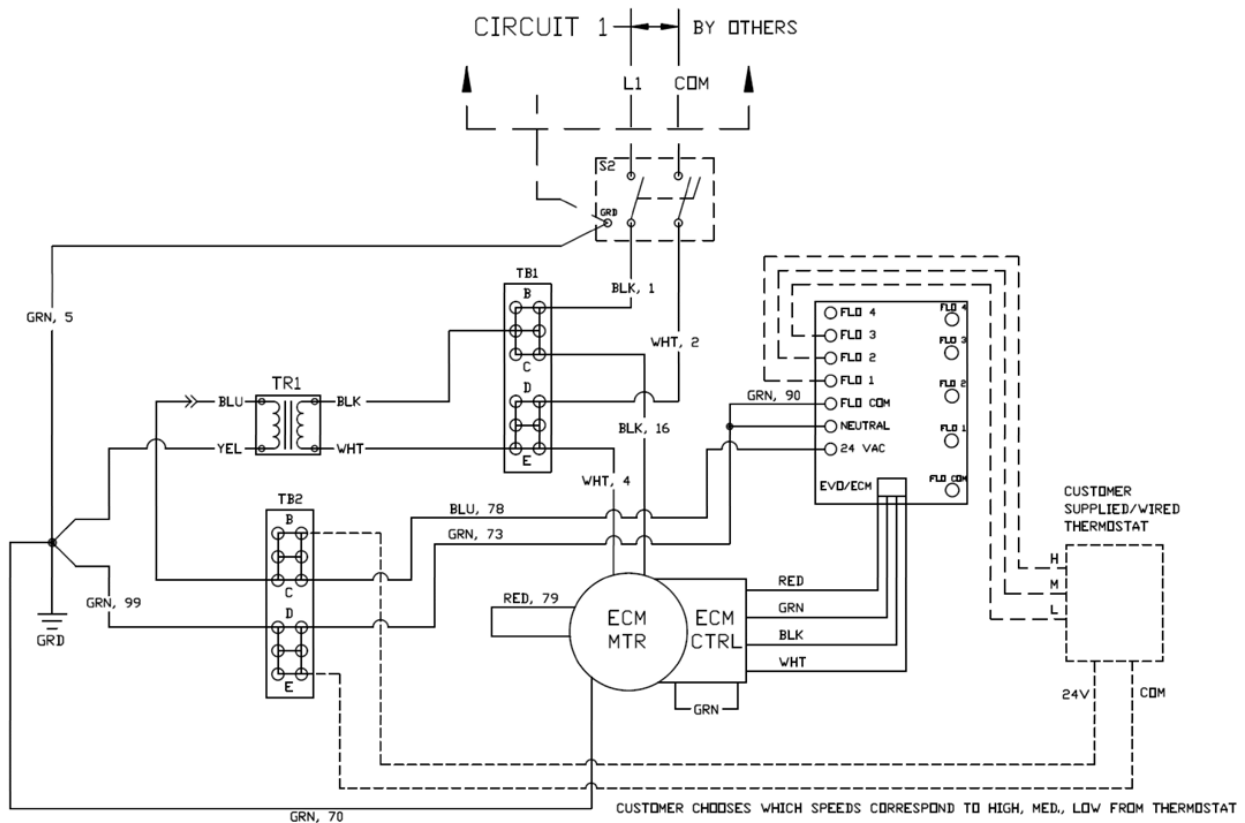 CIRCUIT 1
BY OTHERS
L1
COM
S2
GRD
TB1
B
BLK, 1
GRN, 5
WHT, 2
C
D
E
TR1
BLU
BLK
YEL
WHT
BLK, 16
WHT, 4
GRN, 90
FLO 4
FLO 3
FLO 2
FLO 1
FLO COM
NEUTRAL
24 VAC
EVO/ECM
FLO 4
FLO 3
FLO 2
FLO 1
FLO COM
TB2
B
C
D
E
BLU, 78
GRN, 73
GRN, 99
GRD
RED, 79
ECM
MTR
ECM
CTRL
RED
GRN
BLK
WHT
GRN
CUSTOMER
SUPPLIED/WIRED
THERMOSTAT
H
M
L
24V
COM
GRN, 70
CUSTOMER CHOOSES WHICH SPEEDS CORRESPOND TO HIGH, MED., LOW FROM THERMOSTAT